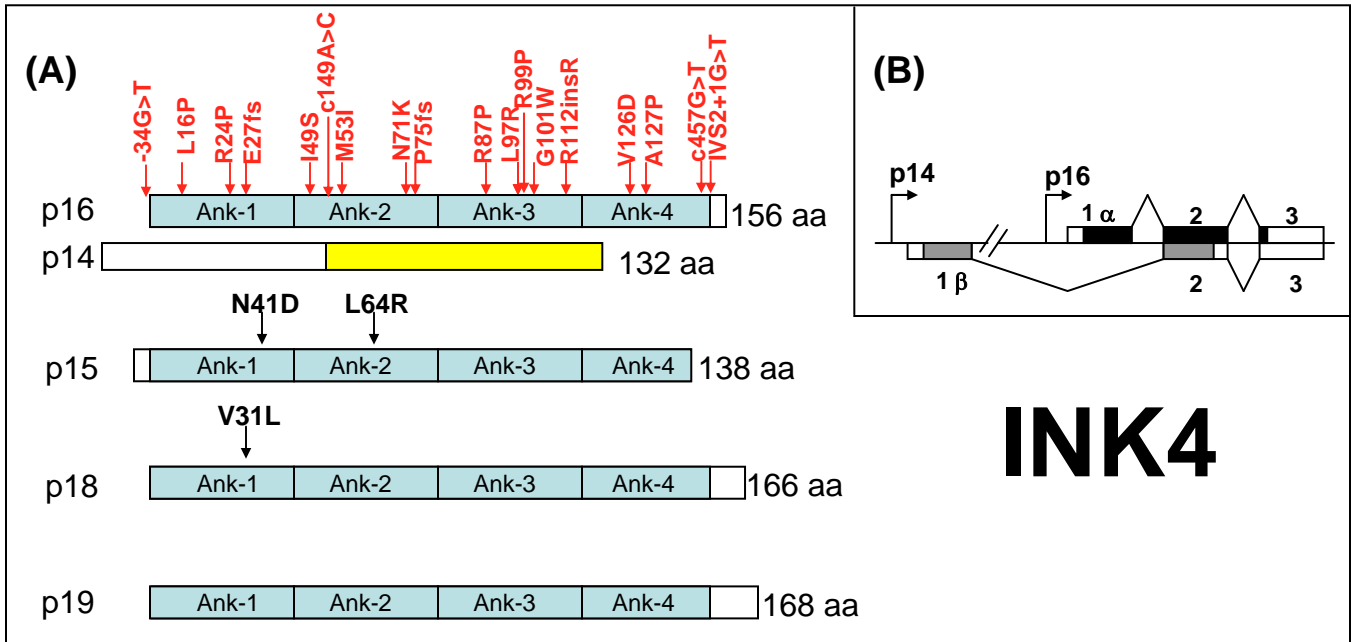 (A)
-34G>T
L16P
R24P
E27fs
I49S
c149A>C
M53I
N71K
P75fs
R87P
L97R
R99P
G101W
R112insR
V126D
A127P
c457G>T
IVS2+1G>T
p16 Ank-1 Ank-2 Ank-3 Ank-4 156 aa
p14 132 aa
N41D L64R
p15 Ank-1 Ank-2 Ank-3 Ank-4 138 aa
V31L
p18 Ank-1 Ank-2 Ank-3 Ank-4 166 aa
p19 Ank-1 Ank-2 Ank-3 Ank-4 168 aa
(B)
p14 p16
1 α 2 3
1 β 2 3
INK4